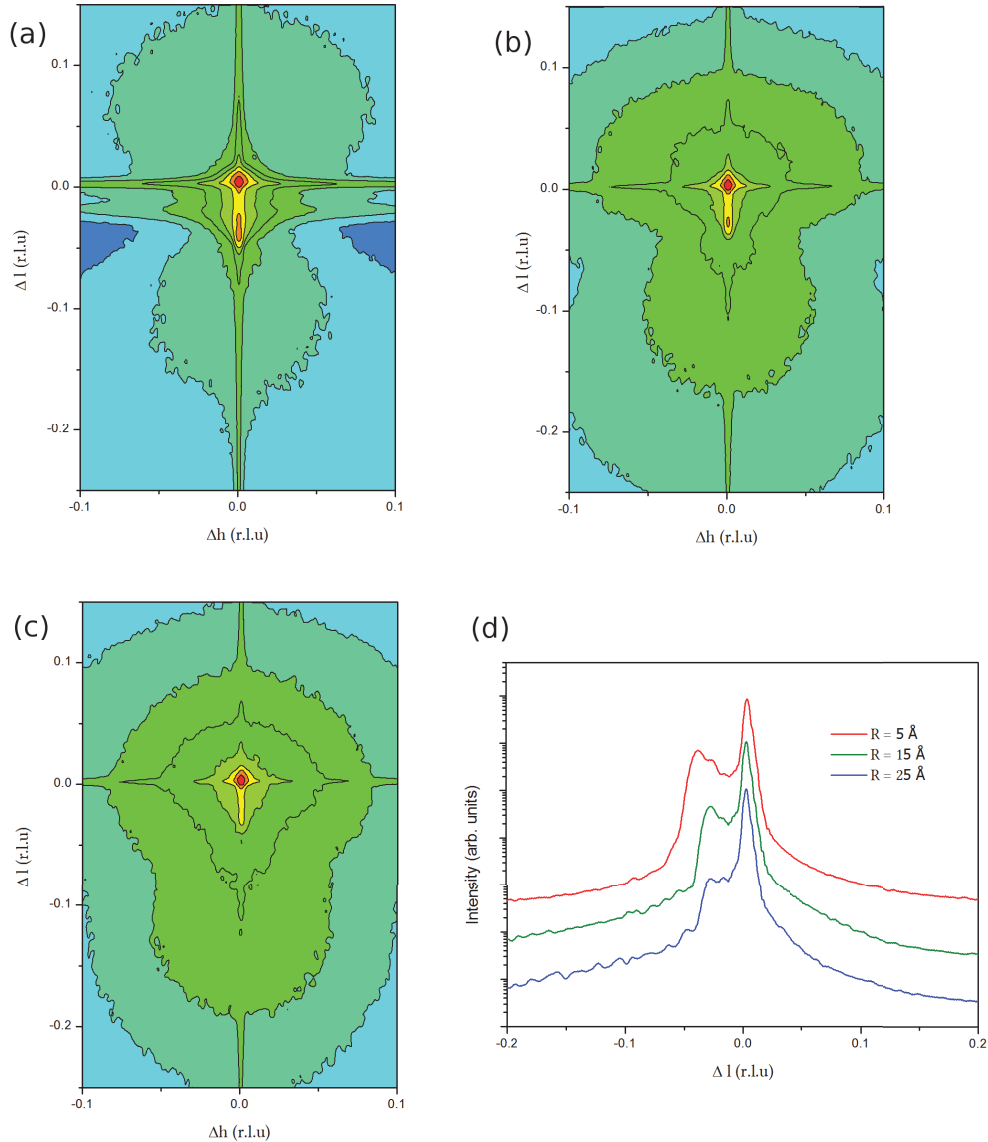 (a)
0.1
0.0
-0.1
-0.2
Δ l (r.l.u)
-0.1
0.0
0.1
Δh (r.l.u)
(b)
0.1
0.0
-0.1
-0.2
Δ l (r.l.u)
-0.1
0.0
0.1
Δh (r.l.u)
(c)
0.1
0.0
-0.1
-0.2
Δ l (r.l.u)
-0.1
0.0
0.1
Δh (r.l.u)
(d)
Intensity (arb. units)
R = 5 Å
R = 15 Å
R = 25 Å
-0.2
-0.1
0.0
0.1
0.2
Δ l (r.l.u)